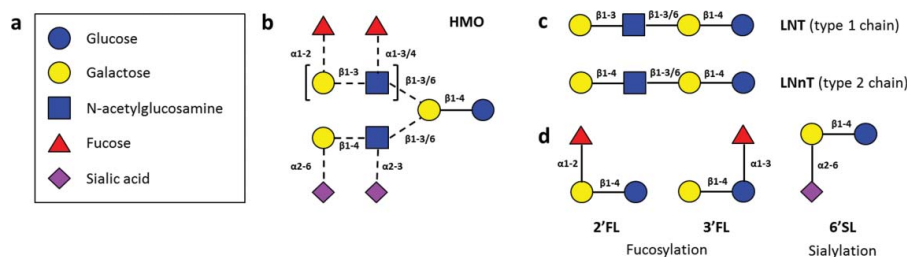 a
Glucose
Galactose
N-acetylglucosamine
Fucose
Sialic acid
b
HMO
α1-2
α1-3/4
β1-3
β1-3/6
β1-4
β1-4
β1-3/6
α2-6
α2-3
c
β1-3
β1-3/6
β1-4
LNT (type 1 chain)
β1-4
β1-3/6
β1-4
LNnT (type 2 chain)
d
α1-2
β1-4
α1-3
β1-4
β1-4
α2-6
2'FL
3'FL
6'SL
Fucosylation
Sialylation